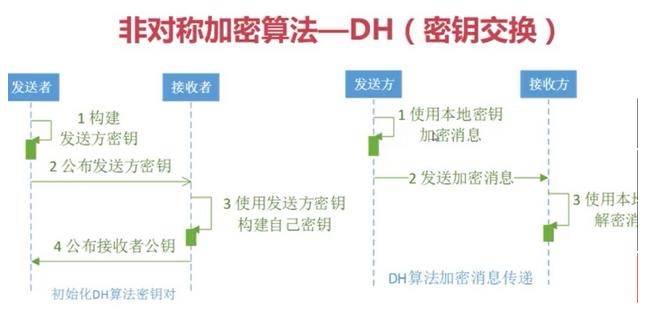 非对称加密算法—DH（密钥交换）
发送者
接收者
1 构建
发送方密钥
2 公布发送方密钥
3 使用发送方密钥
构建自己密钥
4 公布接收者公钥
初始化DH算法密钥对
发送方
接收方
1 使用本地密钥
加密消息
2 发送加密消息
3 使用本
解密消
DH算法加密消息传递